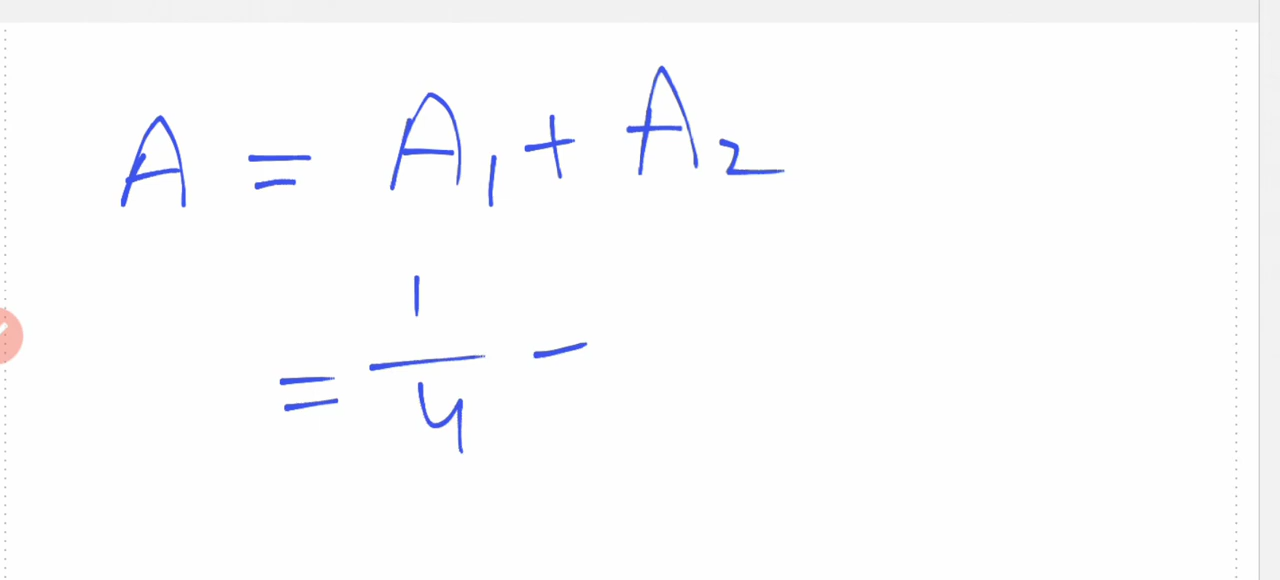 A = A₁ + A₂
= 1/4 −